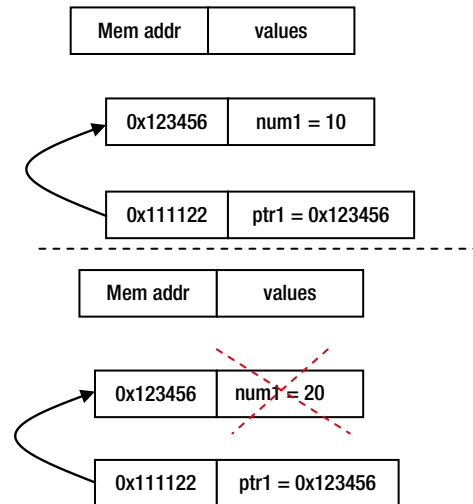 Mem addr values
0x123456 num1 = 10
0x111122 ptr1 = 0x123456
Mem addr values
0x123456 num1 = 20
0x111122 ptr1 = 0x123456